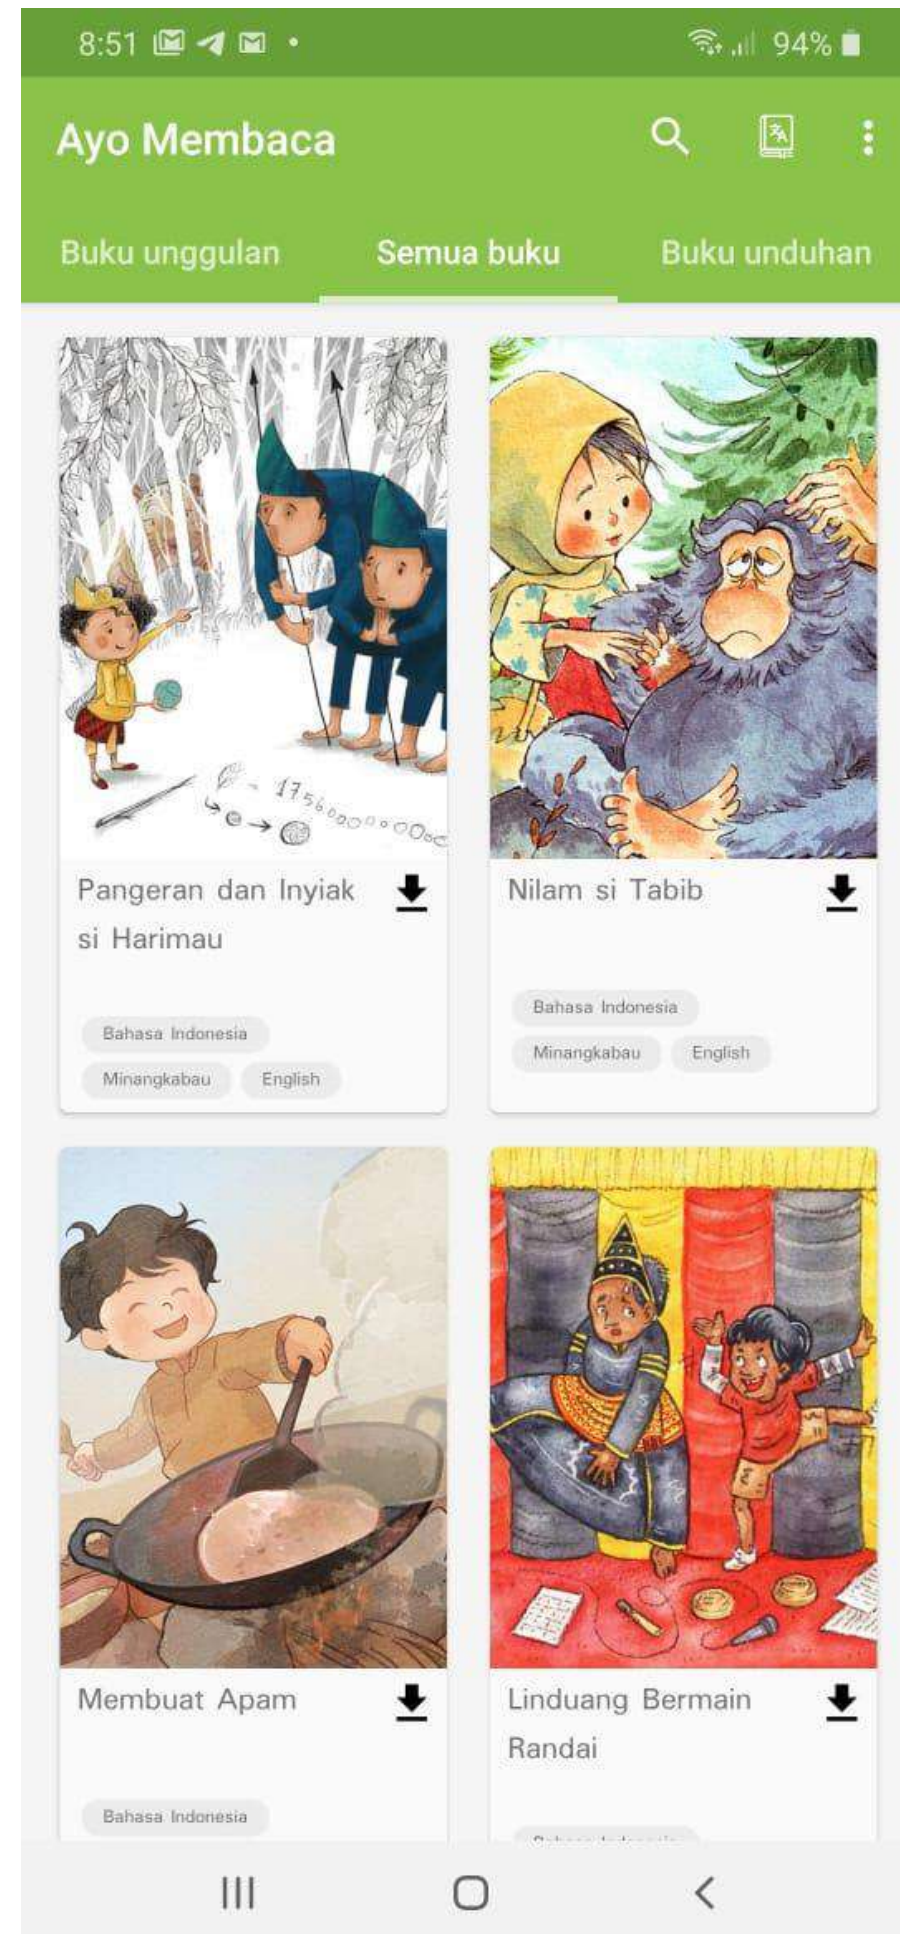 8:51
94%
Ayo Membaca
Buku unggulan
Semua buku
Buku unduhan
Pangeran dan Inyiak
si Harimau
Bahasa Indonesia
Minangkabau
English
Nilam si Tabib
Bahasa Indonesia
Minangkabau
English
Membuat Apam
Bahasa Indonesia
Linduang Bermain
Randai